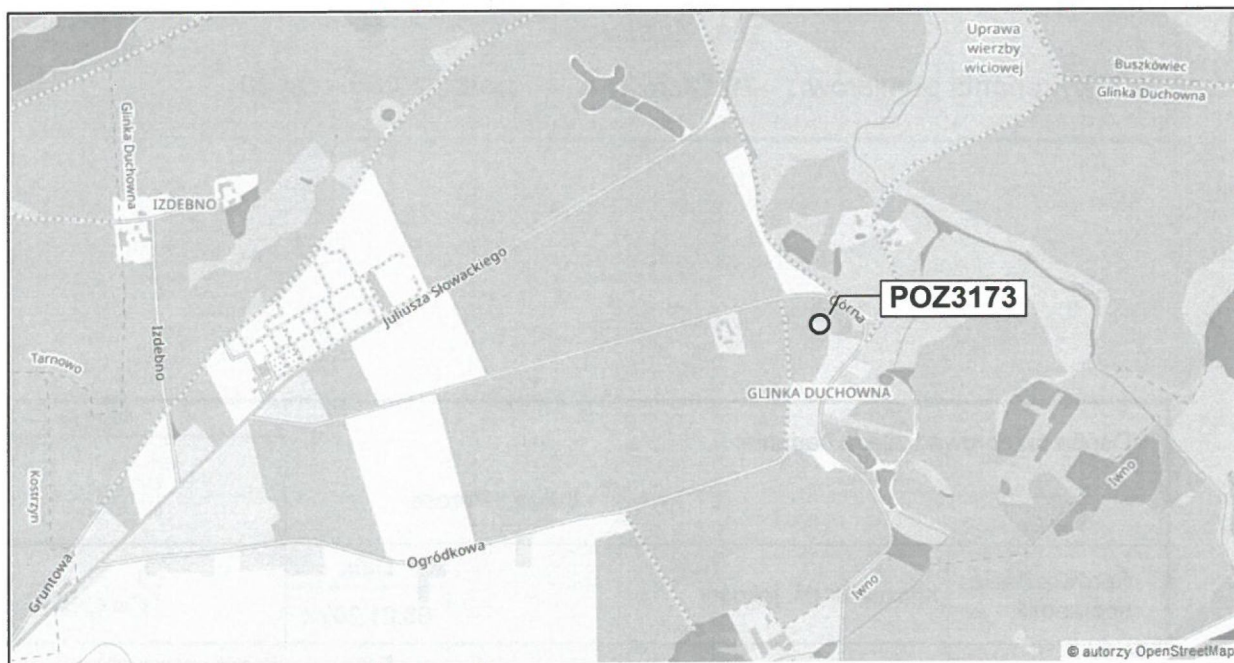 Uprawa
wierzby
wiciowej
Buszkówiec
Glinka Duchowna
Glinka Duchowna
IZDEBNO
Juliusza Słowackiego
Górna
POZ3173
Izdebno
Tarnowo
GLINKA DUCHOWNA
Kostrzyn
Iwno
Ogródkowa
Gruntowa
Iwno
© autorzy OpenStreetMap